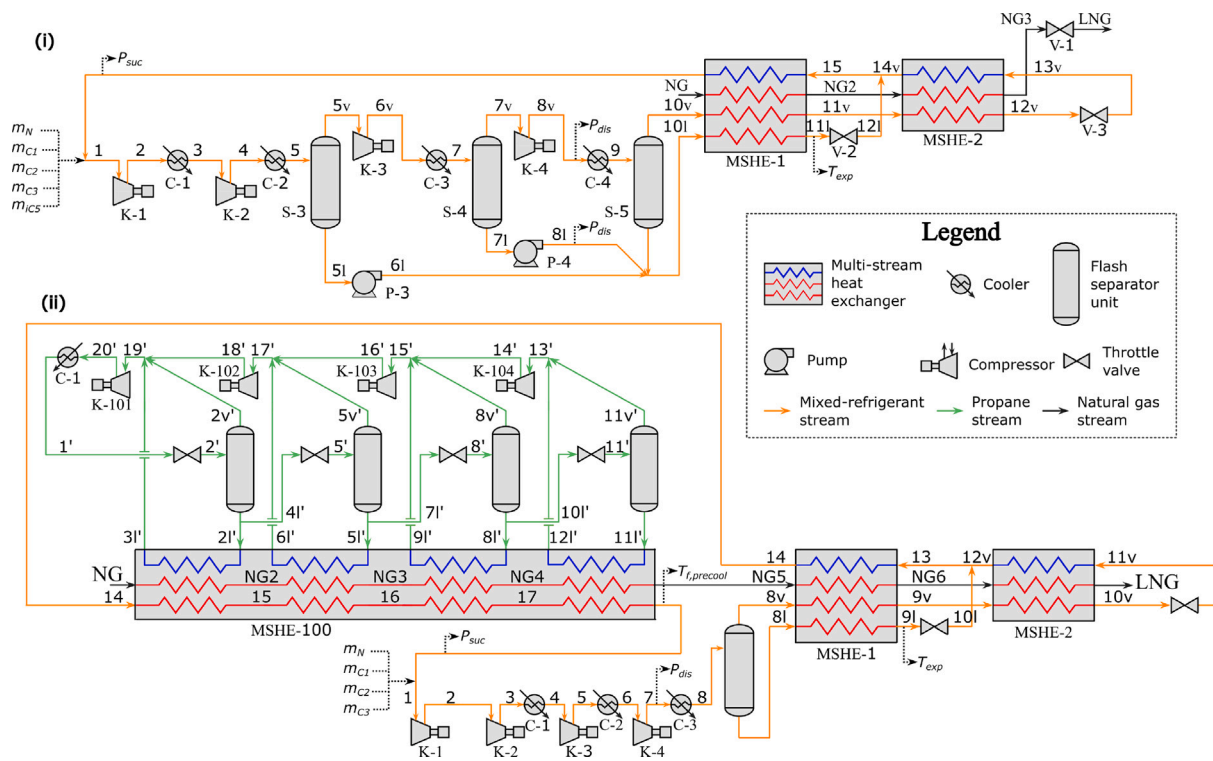 (i)
P_suc
m_N
m_C1
m_C2
m_C3
m_iC5
1
2
3
4
5
5v
6v
7
7v
8v
P_dis
9
K-1
C-1
K-2
C-2
S-3
K-3
C-3
S-4
K-4
C-4
S-5
5l
6l
P-3
7l
8l
P_dis
P-4
NG
10v
10l
15
NG2
11v
11l
12l
14v
MSHE-1
V-2
T_exp
MSHE-2
NG3
LNG
V-1
13v
12v
V-3
Legend
Multi-stream
heat
exchanger
Cooler
Flash
separator
unit
Pump
Compressor
Throttle
valve
Mixed-refrigerant
stream
Propane
stream
Natural gas
stream
(ii)
20'
19'
18'
17'
16'
15'
14'
13'
C-1
K-101
K-102
K-103
K-104
2v'
5v'
8v'
11v'
1'
2'
5'
8'
11'
4l'
7l'
10l'
3l'
2l'
6l'
5l'
9l'
8l'
12l'
11l'
NG
NG2
NG3
NG4
14
15
16
17
MSHE-100
T_f,precool
P_suc
m_N
m_C1
m_C2
m_C3
1
2
3
4
5
6
7
8
P_dis
K-1
K-2
C-1
K-3
C-2
K-4
C-3
14
NG5
8v
8l
13
NG6
9v
9l
10l
12v
MSHE-1
T_exp
MSHE-2
11v
LNG
10v